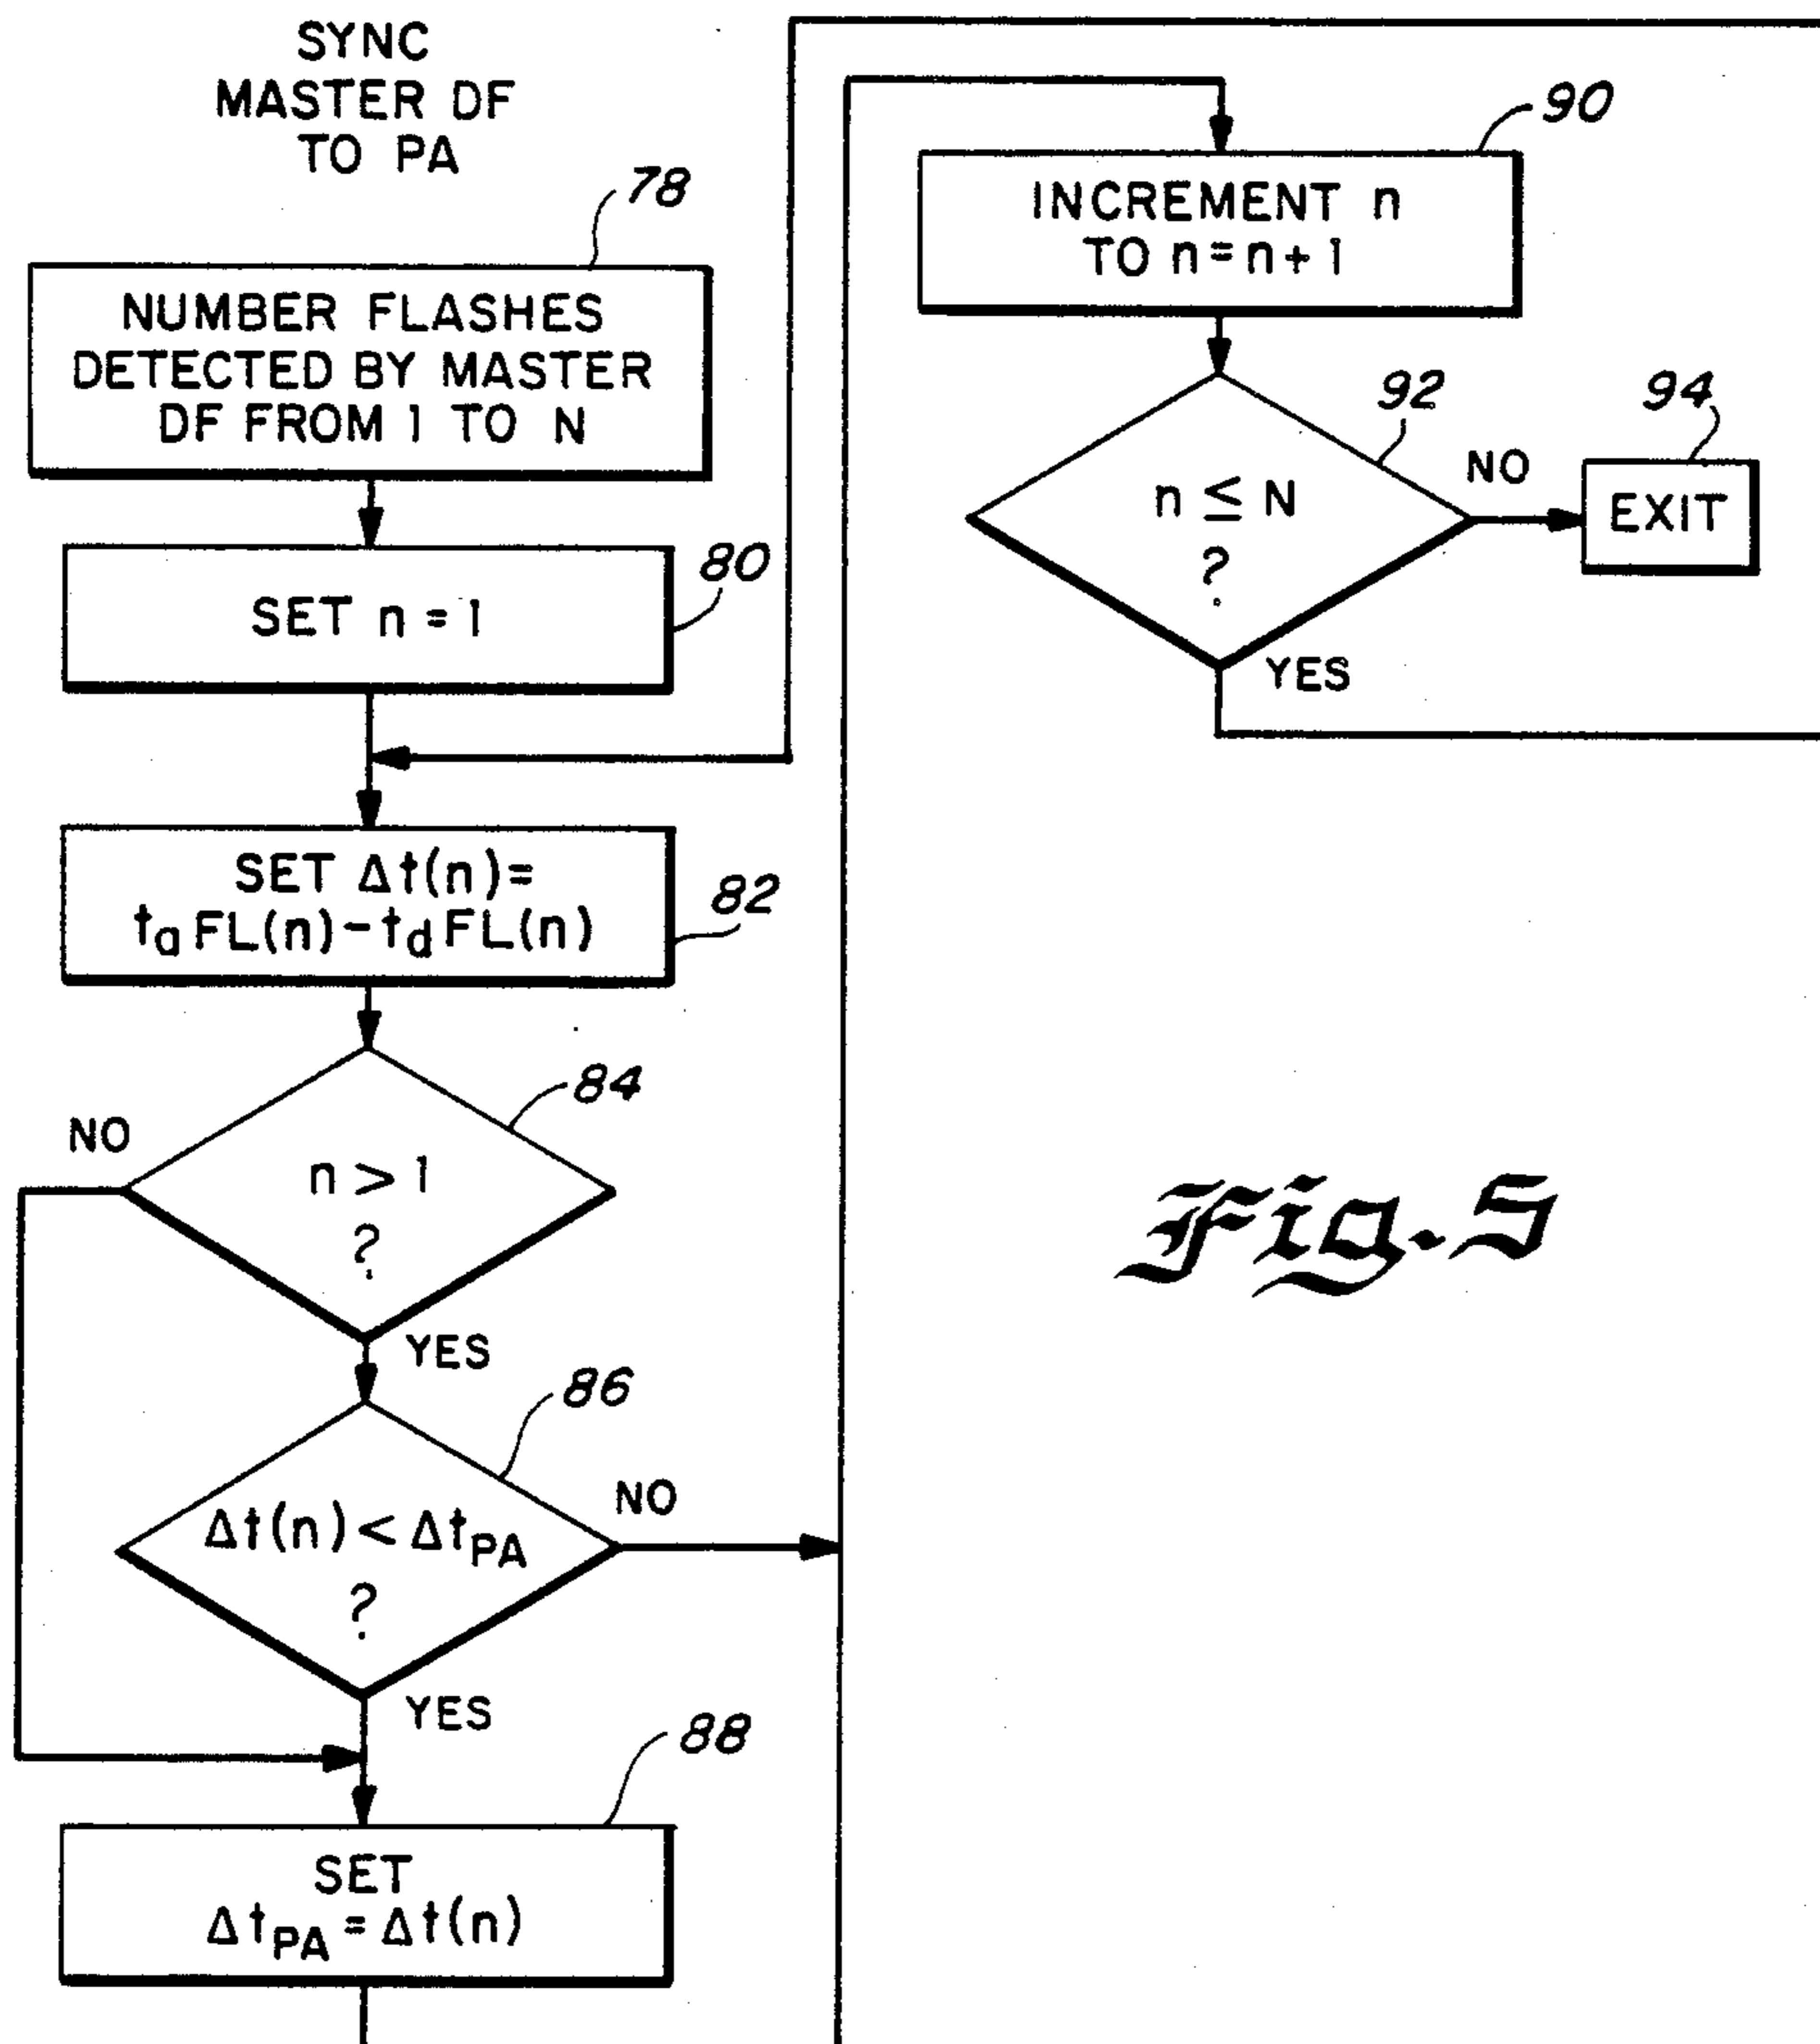 SYNC
MASTER DF
TO PA
78
NUMBER FLASHES
DETECTED BY MASTER
DF FROM 1 TO N
80
SET n = 1
82
SET Δt(n)=
taFL(n)-tdFL(n)
84
NO
n > 1
?
YES
86
NO
Δt(n) < ΔtPA
?
YES
88
SET
ΔtPA = Δt(n)
90
INCREMENT n
TO n=n+1
92
n ≤ N
?
NO
YES
94
EXIT
Fig. 5